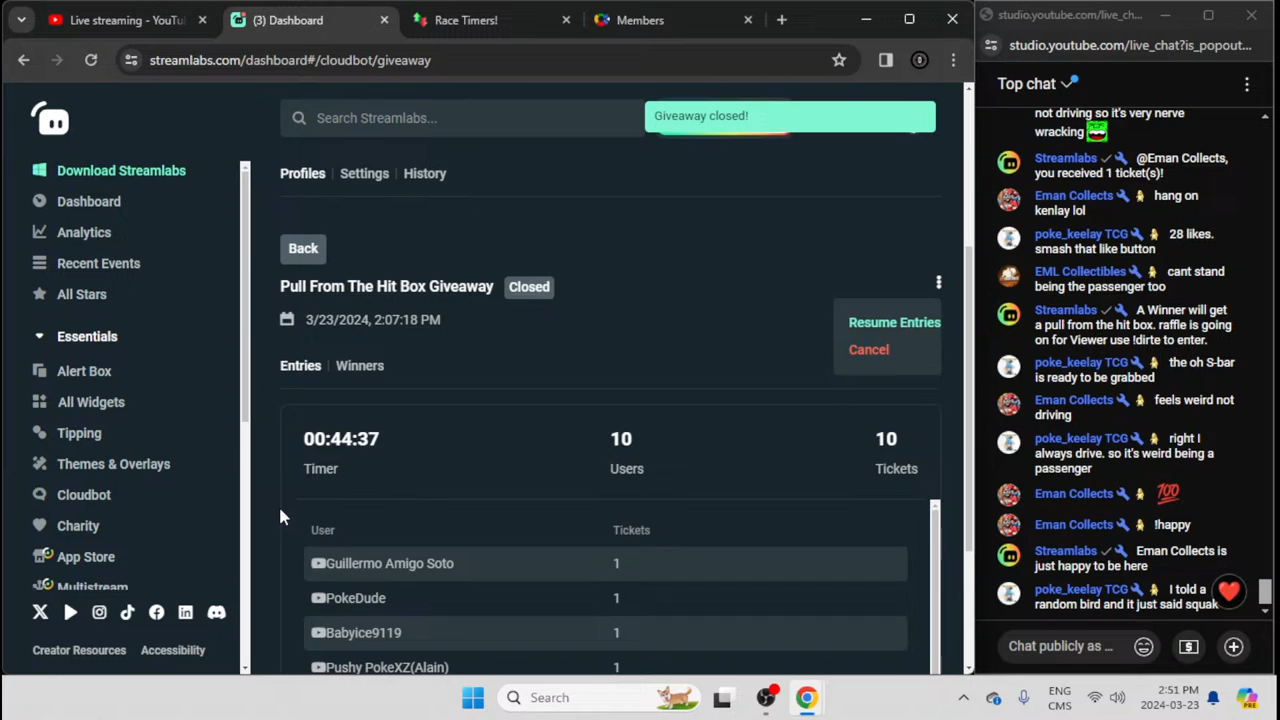 Live streaming - YouTu
(3) Dashboard
Race Timers!
Members
studio.youtube.com/live_ch...
streamlabs.com/dashboard#/cloudbot/giveaway
studio.youtube.com/live_chat?is_popout...
Search Streamlabs...
Giveaway closed!
Download Streamlabs
Dashboard
Analytics
Recent Events
All Stars
Essentials
Alert Box
All Widgets
Tipping
Themes & Overlays
Cloudbot
Charity
App Store
Multistream
Creator Resources
Accessibility
Profiles
Settings
History
Back
Pull From The Hit Box Giveaway
Closed
3/23/2024, 2:07:18 PM
Resume Entries
Cancel
Entries
Winners
00:44:37
10
10
Timer
Users
Tickets
User
Tickets
Guillermo Amigo Soto
1
PokeDude
1
Babyice9119
1
Pushy PokeXZ(Alain)
1
Top chat
not driving so it's very nerve
wracking
Streamlabs @Eman Collects,
you received 1 ticket(s)!
Eman Collects hang on
kenlay lol
poke_keelay TCG 28 likes.
smash that like button
EML Collectibles cant stand
being the passenger too
Streamlabs A Winner will get
a pull from the hit box. raffle is going
on for Viewer use !dirte to enter.
poke_keelay TCG the oh S-bar
is ready to be grabbed
Eman Collects feels weird not
driving
poke_keelay TCG right I
always drive. so it's weird being a
passenger
Eman Collects 💯
Eman Collects !happy
Streamlabs Eman Collects is
just happy to be here
poke_keelay TCG I told a
random bird and it just said squak
Chat publicly as ...
Search
ENG
CMS
2:51 PM
2024-03-23
PRE